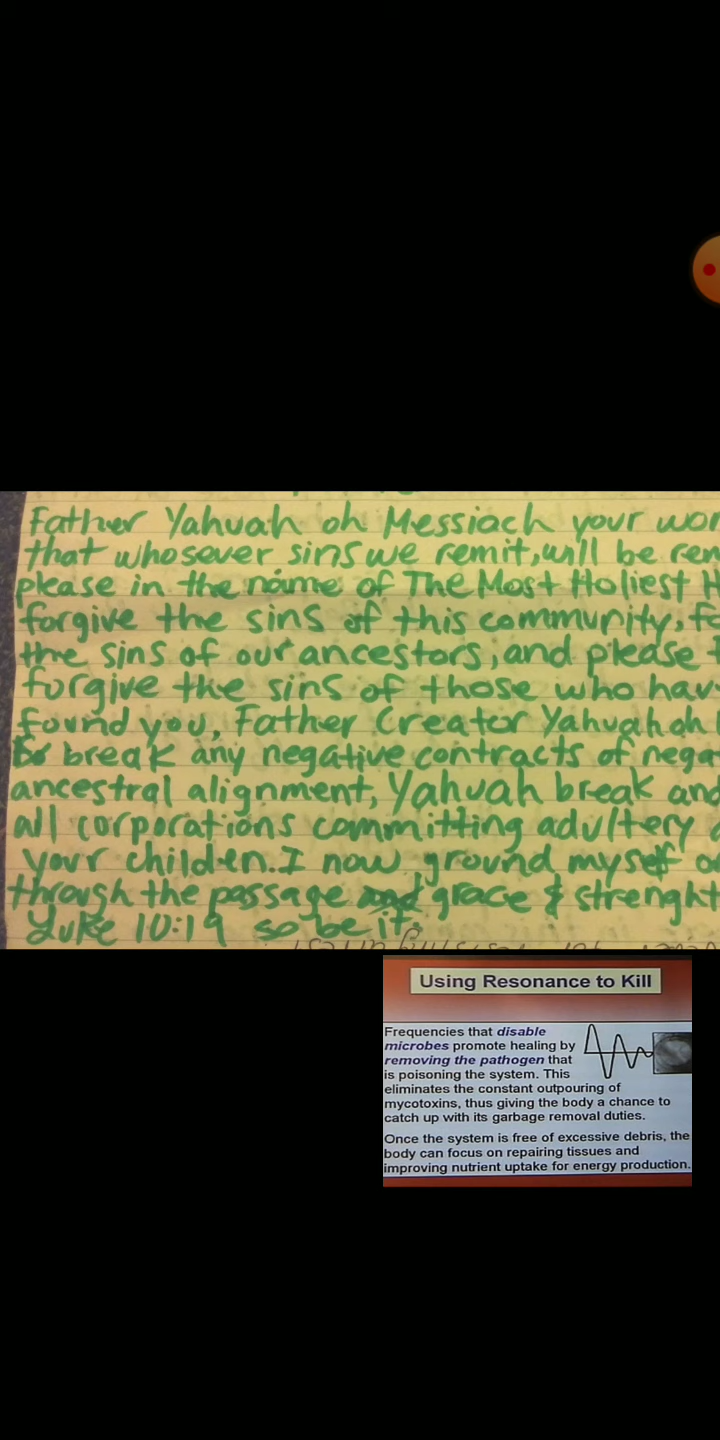 Father Yahuah oh Messiach your wor
that whosever sins we remit, will be rem
please in the name of The Most Holiest H
forgive the sins of this community, fo
the sins of our ancestors, and please
forgive the sins of those who hav
found you, Father Creator Yahuah oh
break any negative contracts of nega
ancestral alignment, Yahuah break and
all corporations committing adultery
your children. I now ground myself
through the passage and grace & strenght
Luke 10:19 so be it.
Using Resonance to Kill
Frequencies that disable
microbes promote healing by
removing the pathogen that
is poisoning the system. This
eliminates the constant outpouring of
mycotoxins, thus giving the body a chance to
catch up with its garbage removal duties.
Once the system is free of excessive debris, the
body can focus on repairing tissues and
improving nutrient uptake for energy production.